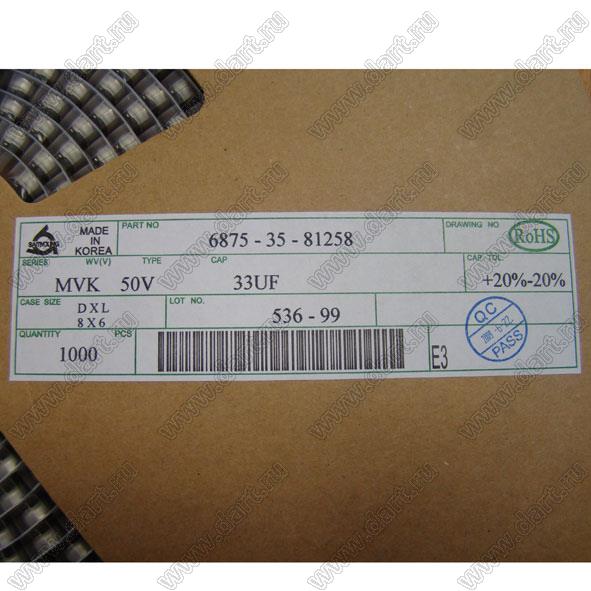 www.dart.ru
SAMYOUNG
MADE IN KOREA
PART NO
6875 - 35 - 81258
DRAWING NO
RoHS
SERIES WV(V) TYPE CAP CAP. TOL.
MVK 50V 33UF +20%-20%
CASE SIZE DXL 8X6
LOT NO. 536 - 99
QC
PASS
QUANTITY PCS
1000
E3